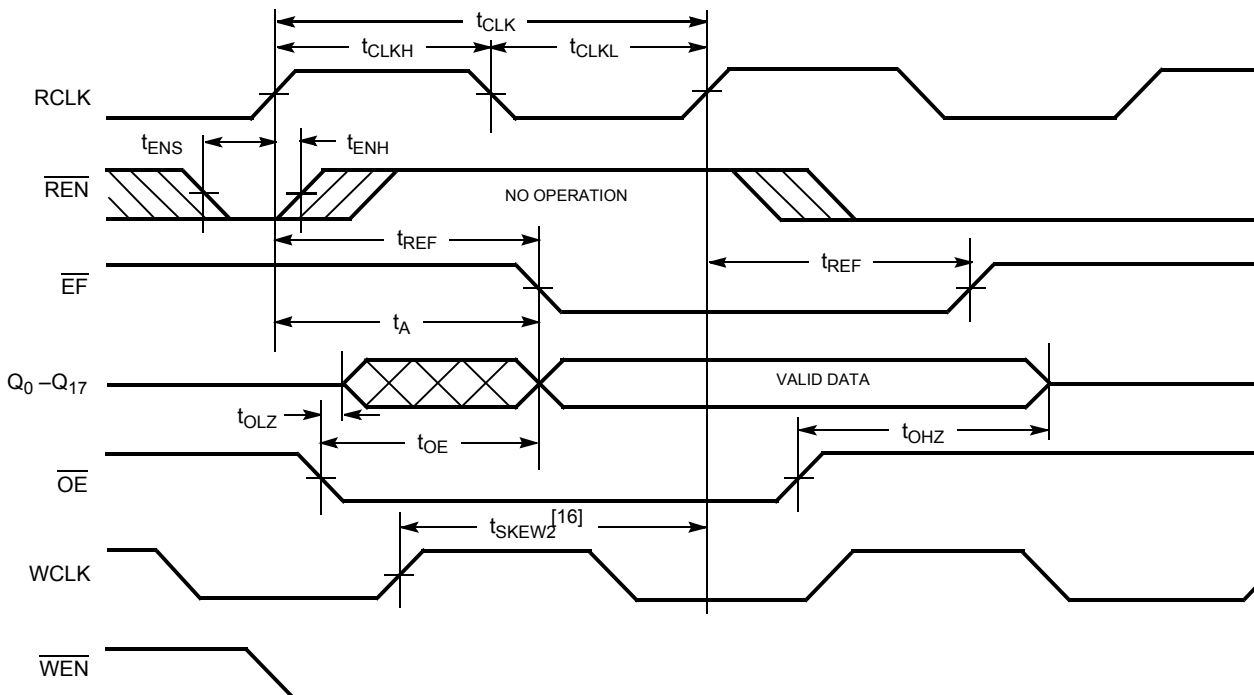 tCLK
tCLKH tCLKL
RCLK
tENS tENH
REN
NO OPERATION
tREF
tREF
EF
tA
Q0 –Q17
VALID DATA
tOLZ
tOE
tOHZ
OE
tSKEW2[16]
WCLK
WEN